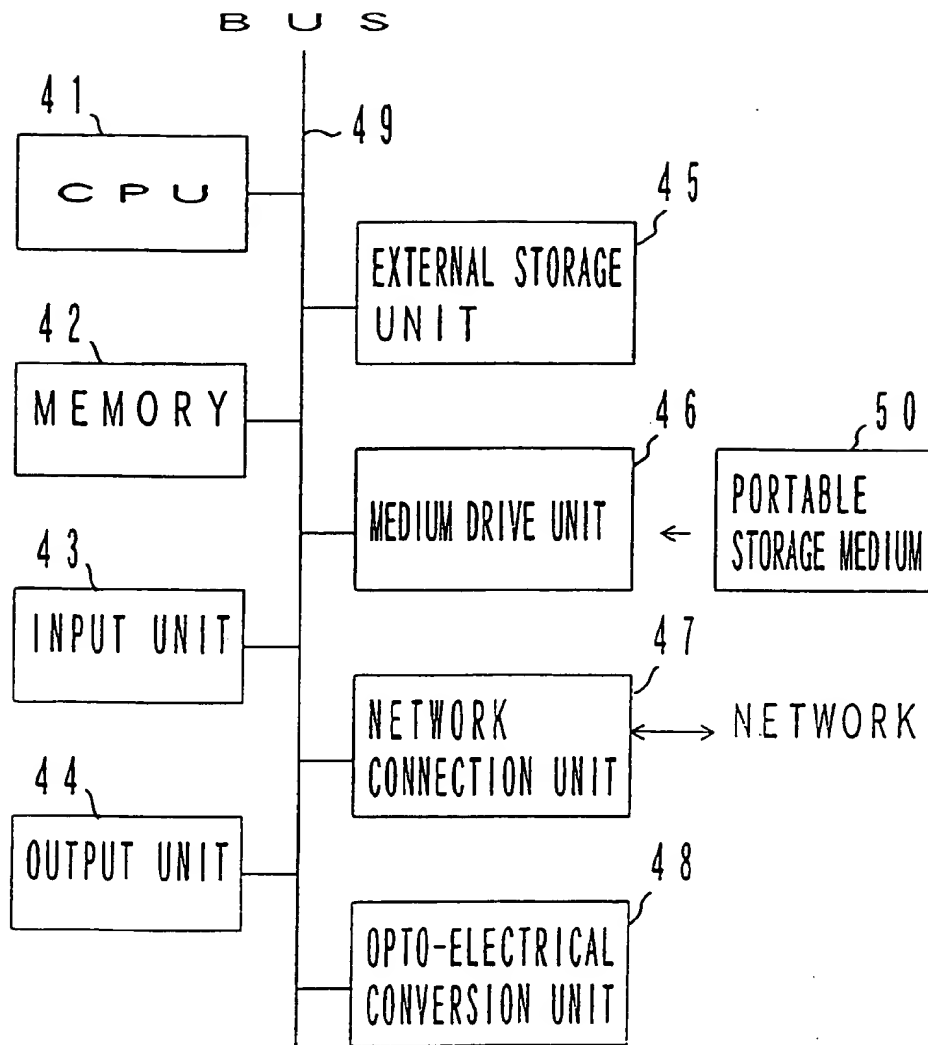 BUS
41
49
CPU
45
EXTERNAL STORAGE
UNIT
42
MEMORY
46
50
MEDIUM DRIVE UNIT
PORTABLE
STORAGE MEDIUM
43
INPUT UNIT
47
NETWORK
CONNECTION UNIT
NETWORK
44
OUTPUT UNIT
48
OPTO-ELECTRICAL
CONVERSION UNIT